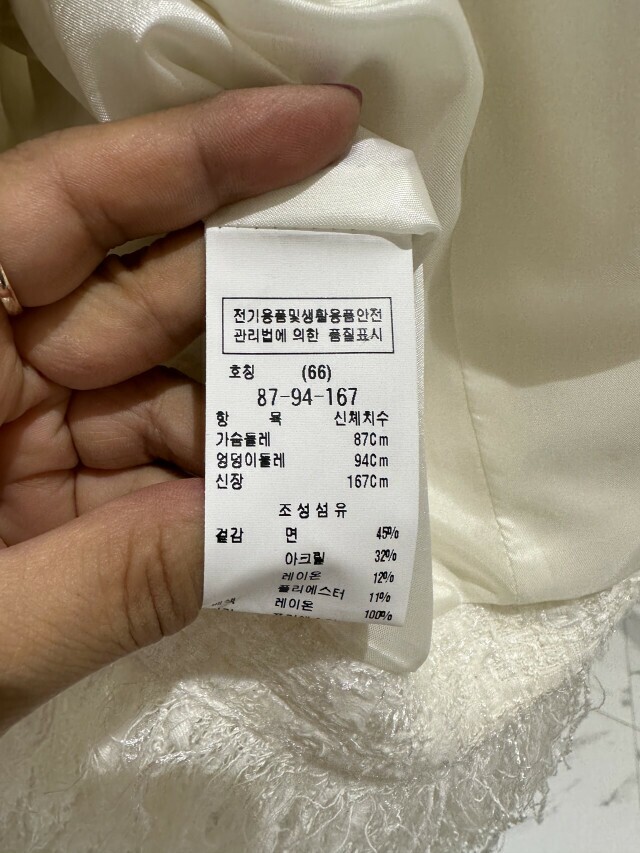 전기용품및생활용품안전
관리법에 의한 품질표시
호칭 (66)
87-94-167
항 목 신체치수
가슴둘레 87Cm
엉덩이둘레 94Cm
신장 167Cm
조성섬유
겉감 면 45%
아크릴 32%
레이온 12%
폴리에스터 11%
레이온 100%